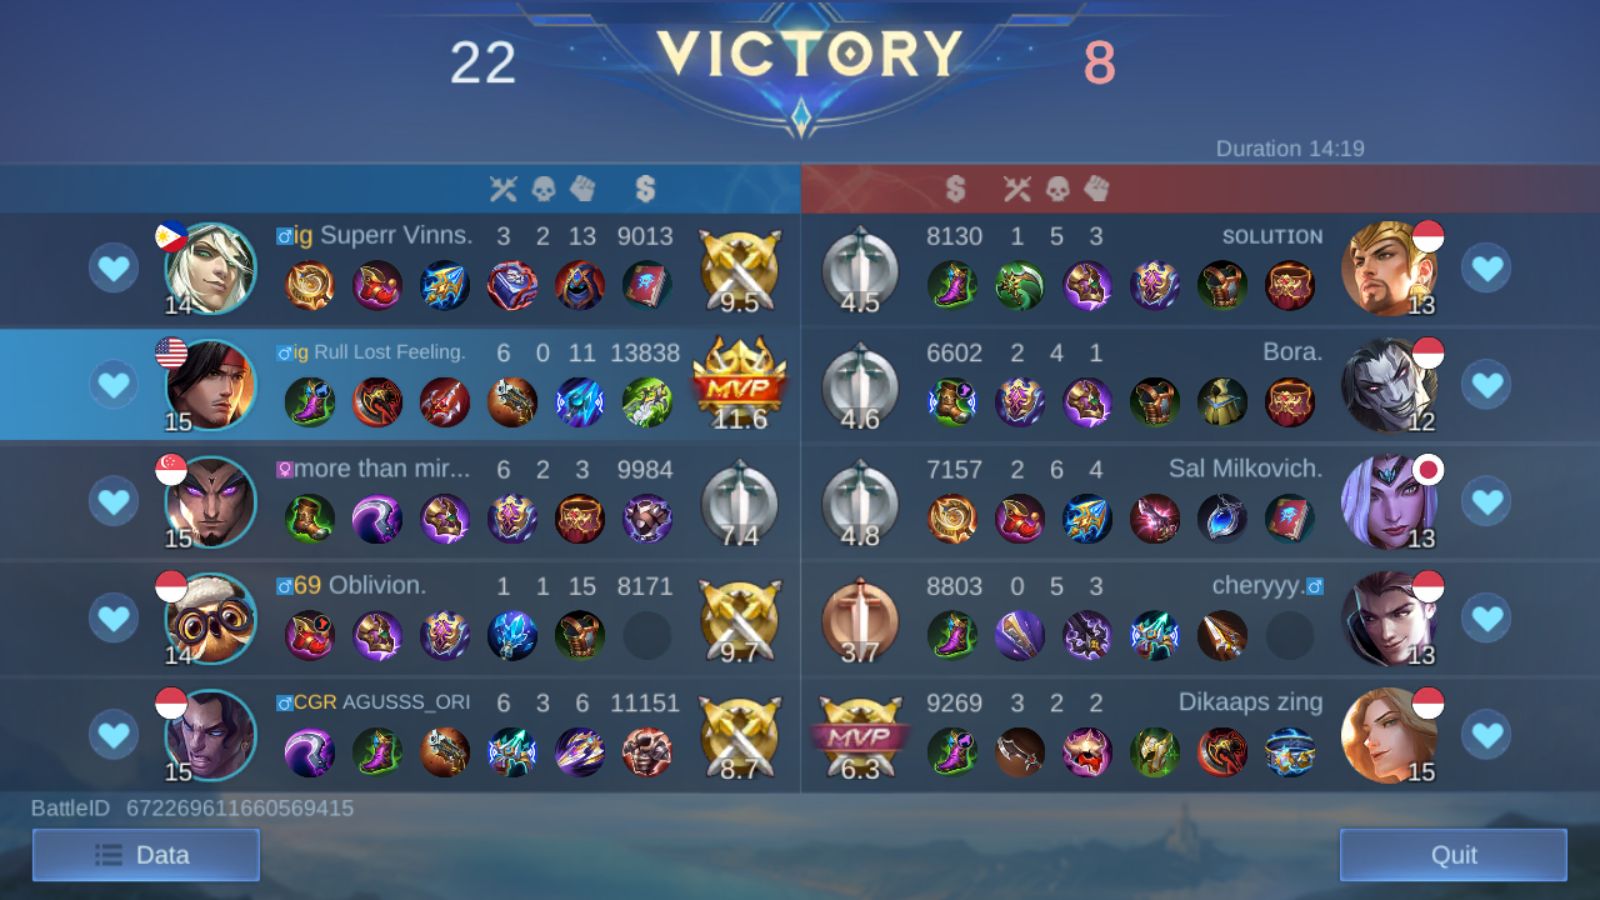 22 VICTORY 8
Duration 14:19
ig Superr Vinns. 3 2 13 9013 9.5 14
4.5 8130 1 5 3 SOLUTION 13
ig Rull Lost Feeling. 6 0 11 13838 MVP 11.6 15
4.6 6602 2 4 1 Bora. 12
more than mir... 6 2 3 9984 7.4 15
4.8 7157 2 6 4 Sal Milkovich. 13
69 Oblivion. 1 1 15 8171 9.7 14
3.7 8803 0 5 3 cheryyy. 13
CGR AGUSSS_ORI 6 3 6 11151 8.7 15
MVP 6.3 9269 3 2 2 Dikaaps zing 15
BattleID 672269611660569415
Data
Quit